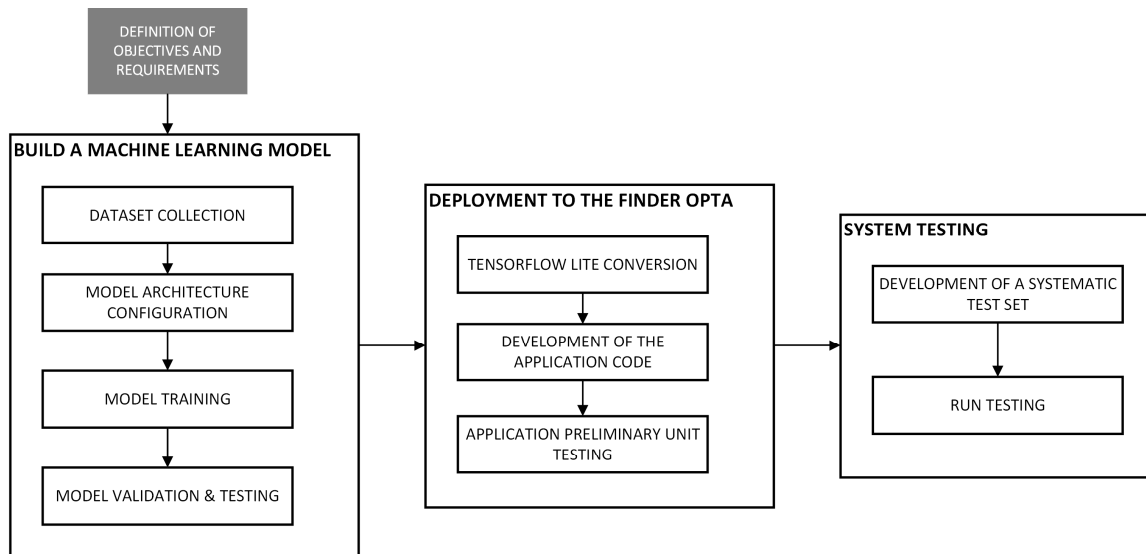 DEFINITION OF
OBJECTIVES AND
REQUIREMENTS
BUILD A MACHINE LEARNING MODEL
DATASET COLLECTION
MODEL ARCHITECTURE
CONFIGURATION
MODEL TRAINING
MODEL VALIDATION & TESTING
DEPLOYMENT TO THE FINDER OPTA
TENSORFLOW LITE CONVERSION
DEVELOPMENT OF THE
APPLICATION CODE
APPLICATION PRELIMINARY UNIT
TESTING
SYSTEM TESTING
DEVELOPMENT OF A SYSTEMATIC
TEST SET
RUN TESTING